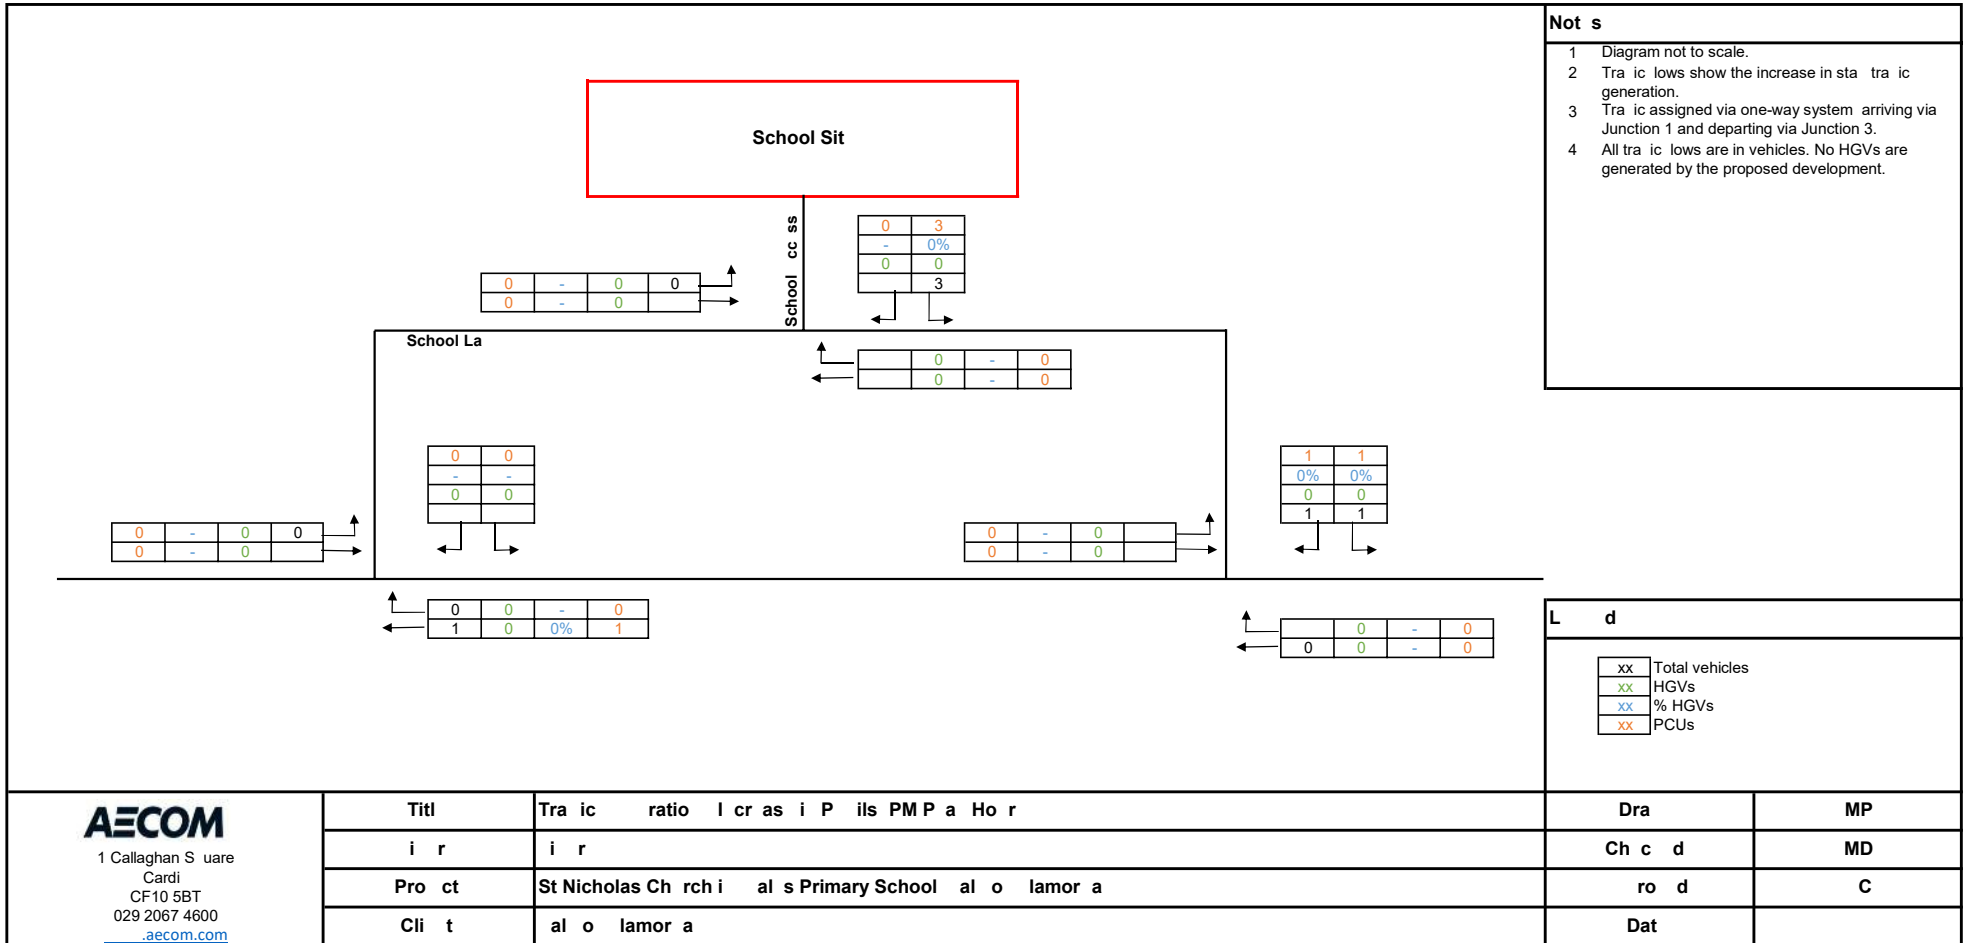 Not s
1 Diagram not to scale.
2 Tra ic lows show the increase in sta tra ic
generation.
3 Tra ic assigned via one-way system arriving via
Junction 1 and departing via Junction 3.
4 All tra ic lows are in vehicles. No HGVs are
generated by the proposed development.
School Sit
School cc ss
0 3
- 0%
0 0
3
0 - 0 0
0 - 0
School La
0 - 0
0 - 0
0 0
- -
0 0
1 1
0% 0%
0 0
1 1
0 - 0 0
0 - 0
0 - 0
0 - 0
0 0 - 0
1 0 0% 1
0 - 0
0 0 - 0
L d
xx Total vehicles
xx HGVs
xx % HGVs
xx PCUs
AECOM
1 Callaghan S uare
Cardi
CF10 5BT
029 2067 4600
.aecom.com
Titl Tra ic ratio I cr as i P ils PM P a Ho r
i r i r
Pro ct St Nicholas Ch rch i al s Primary School al o lamor a
Cli t al o lamor a
Dra MP
Ch c d MD
ro d C
Dat